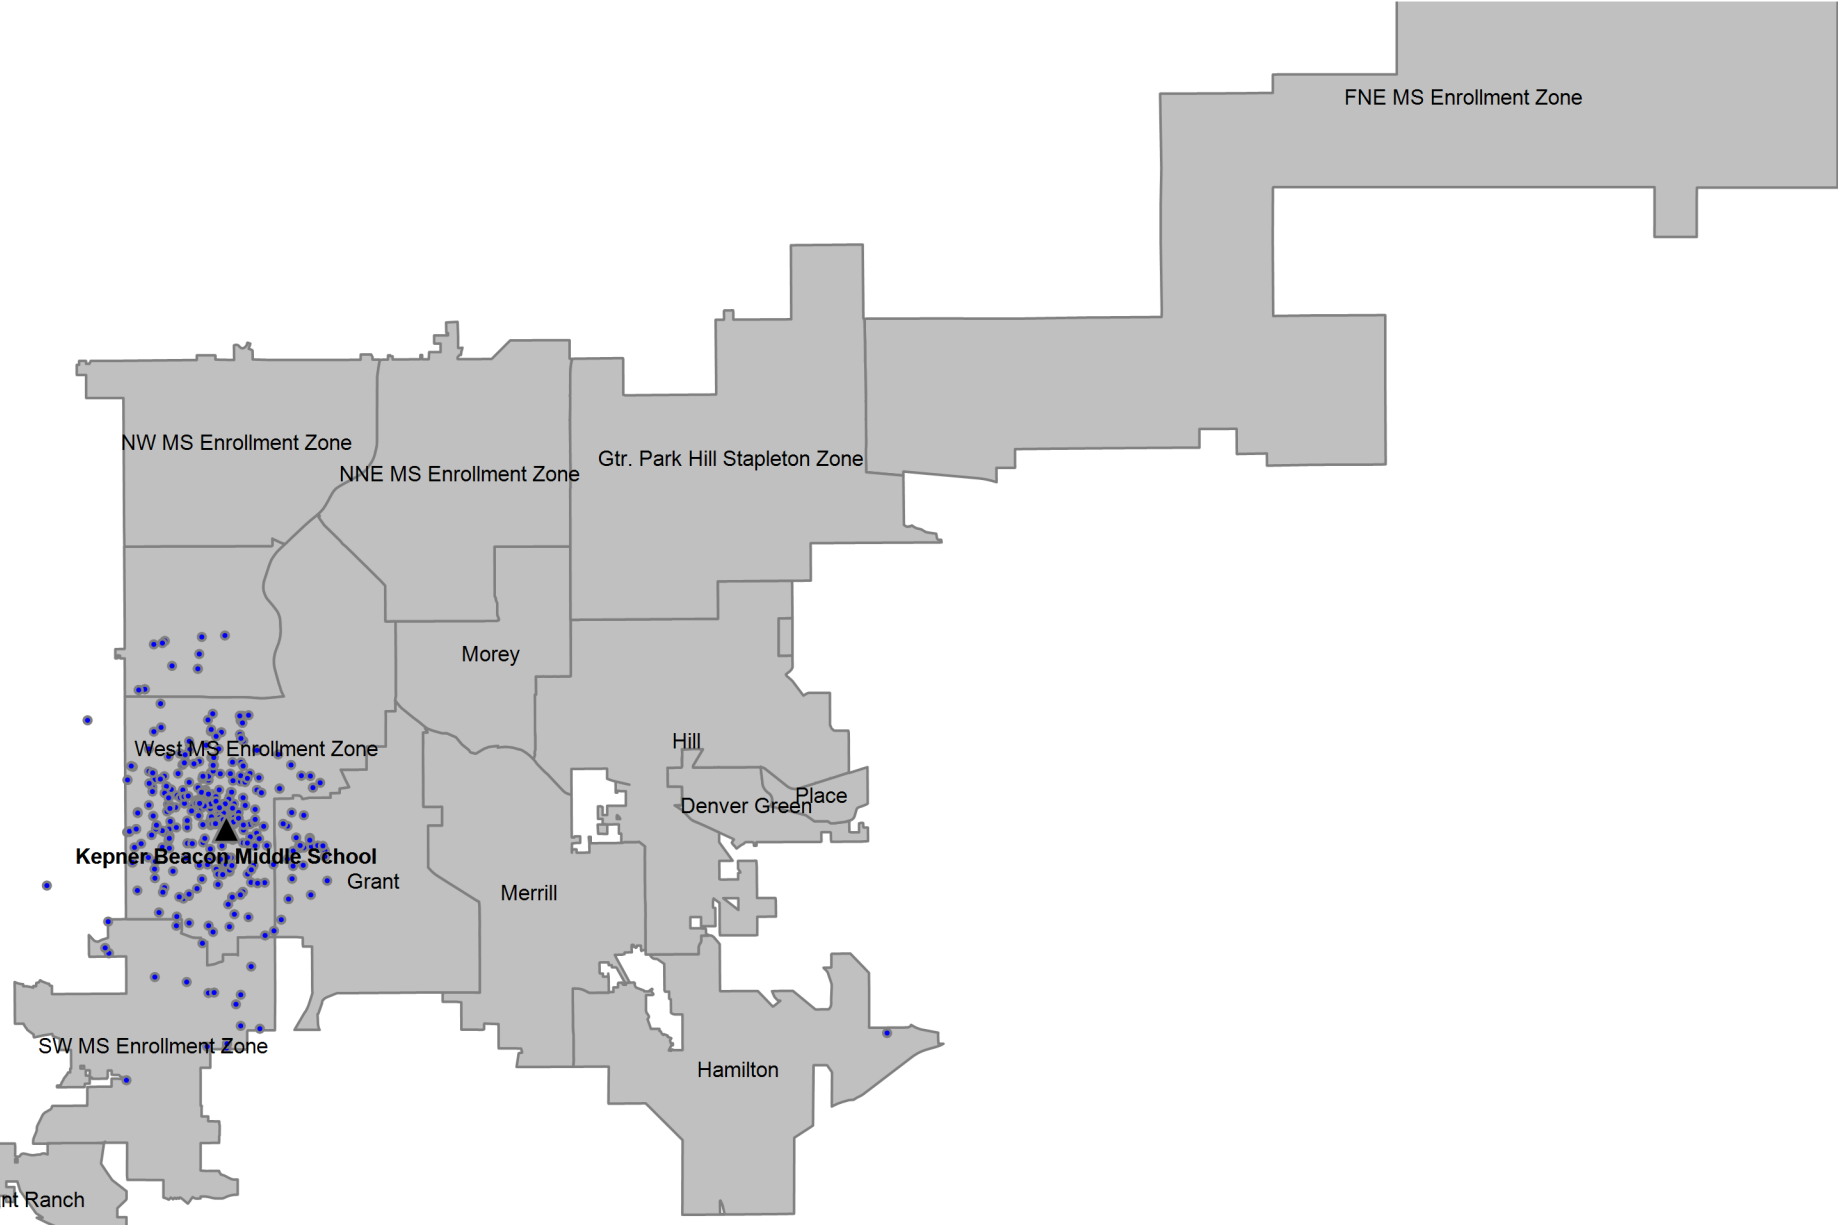 FNE MS Enrollment Zone
NW MS Enrollment Zone
Gtr. Park Hill Stapleton Zone
NNE MS Enrollment Zone
Morey
Hill
West MS Enrollment Zone
Place
Denver Green
Kepner Beacon Middle School
Grant
Merrill
SW MS Enrollment Zone
Hamilton
nt Ranch